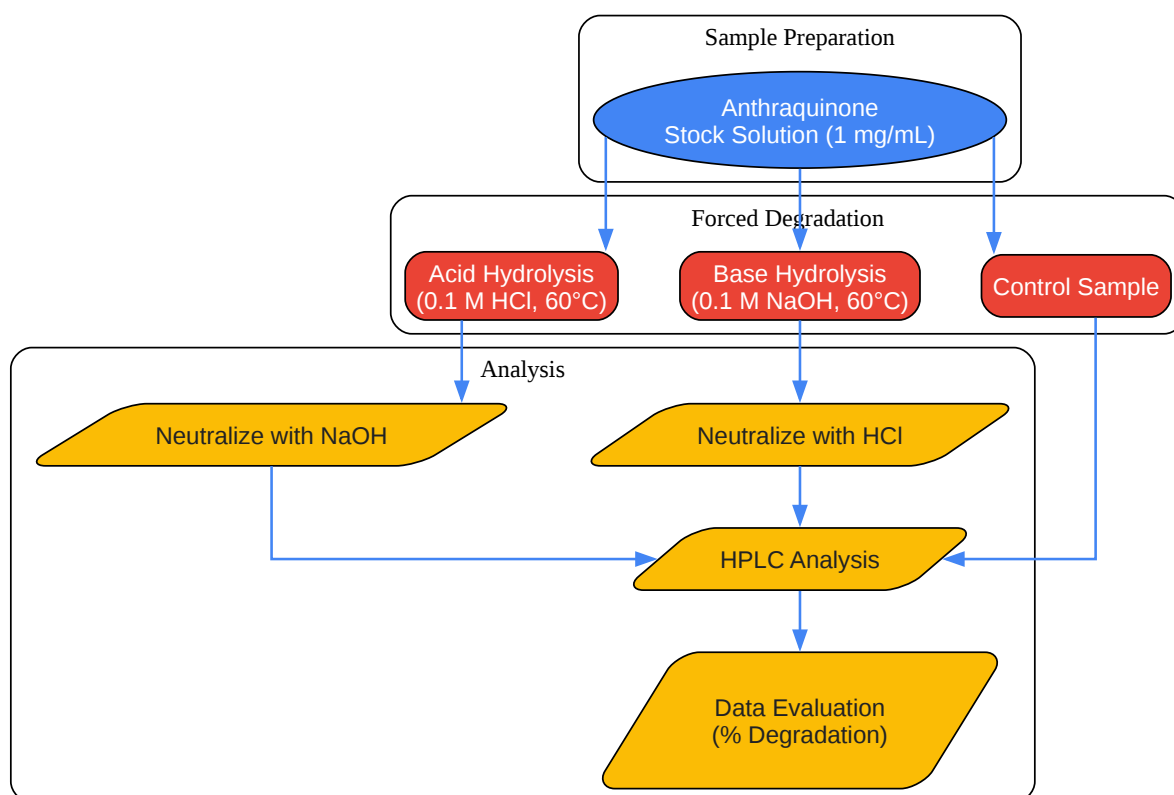 Sample Preparation
Anthraquinone
Stock Solution (1 mg/mL)
Forced Degradation
Acid Hydrolysis
(0.1 M HCl, 60°C)
Base Hydrolysis
(0.1 M NaOH, 60°C)
Control Sample
Analysis
Neutralize with NaOH
Neutralize with HCl
HPLC Analysis
Data Evaluation
(% Degradation)